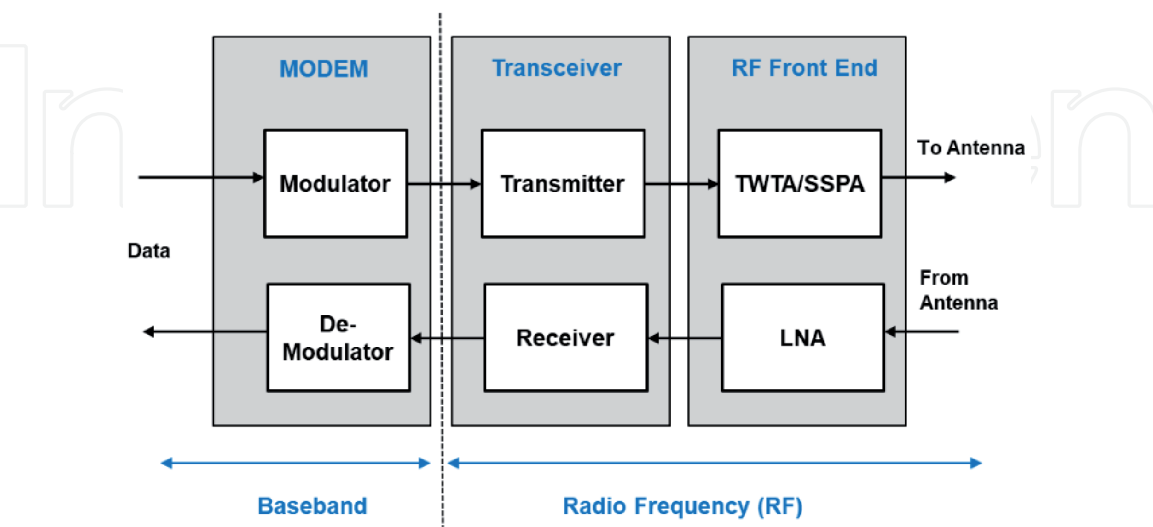 MODEM
Transceiver
RF Front End
Modulator
Transmitter
TWTA/SSPA
To Antenna
Data
De-
Modulator
Receiver
LNA
From
Antenna
Baseband
Radio Frequency (RF)